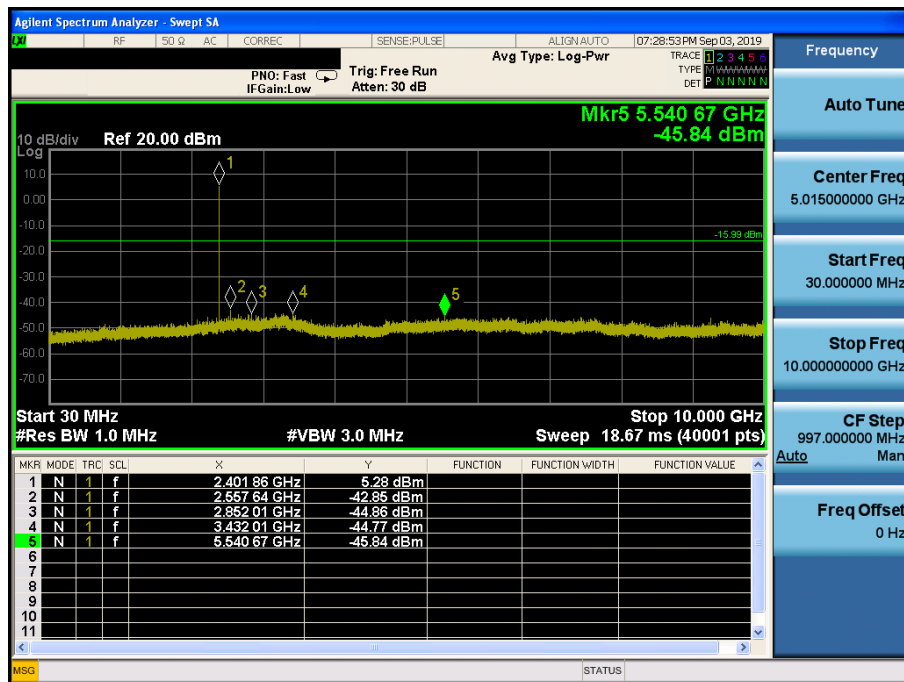 Agilent Spectrum Analyzer - Swept SA
LXI RF 50 Ω AC CORREC SENSE:PULSE ALIGN AUTO 07:28:53 PM Sep 03, 2019
Frequency
PNO: Fast
IFGain:Low
Trig: Free Run
Atten: 30 dB
Avg Type: Log-Pwr
TRACE 1 2 3 4 5 6
TYPE M WWWWW
DET P N N N N N
Auto Tune
Mkr5 5.540 67 GHz
-45.84 dBm
10 dB/div Ref 20.00 dBm
Log
10.0
0.00
-10.0
-20.0
-30.0
-40.0
-50.0
-60.0
-70.0
1
2
3
4
5
-15.99 dBm
Center Freq
5.015000000 GHz
Start Freq
30.000000 MHz
Stop Freq
10.000000000 GHz
Start 30 MHz Stop 10.000 GHz
#Res BW 1.0 MHz #VBW 3.0 MHz Sweep 18.67 ms (40001 pts)
CF Step
997.000000 MHz
Auto Man
Freq Offset
0 Hz
MKR MODE TRC SCL X Y FUNCTION FUNCTION WIDTH FUNCTION VALUE
1 N 1 f 2.401 86 GHz 5.28 dBm
2 N 1 f 2.557 64 GHz -42.85 dBm
3 N 1 f 2.852 01 GHz -44.86 dBm
4 N 1 f 3.432 01 GHz -44.77 dBm
5 N 1 f 5.540 67 GHz -45.84 dBm
6
7
8
9
10
11
MSG STATUS